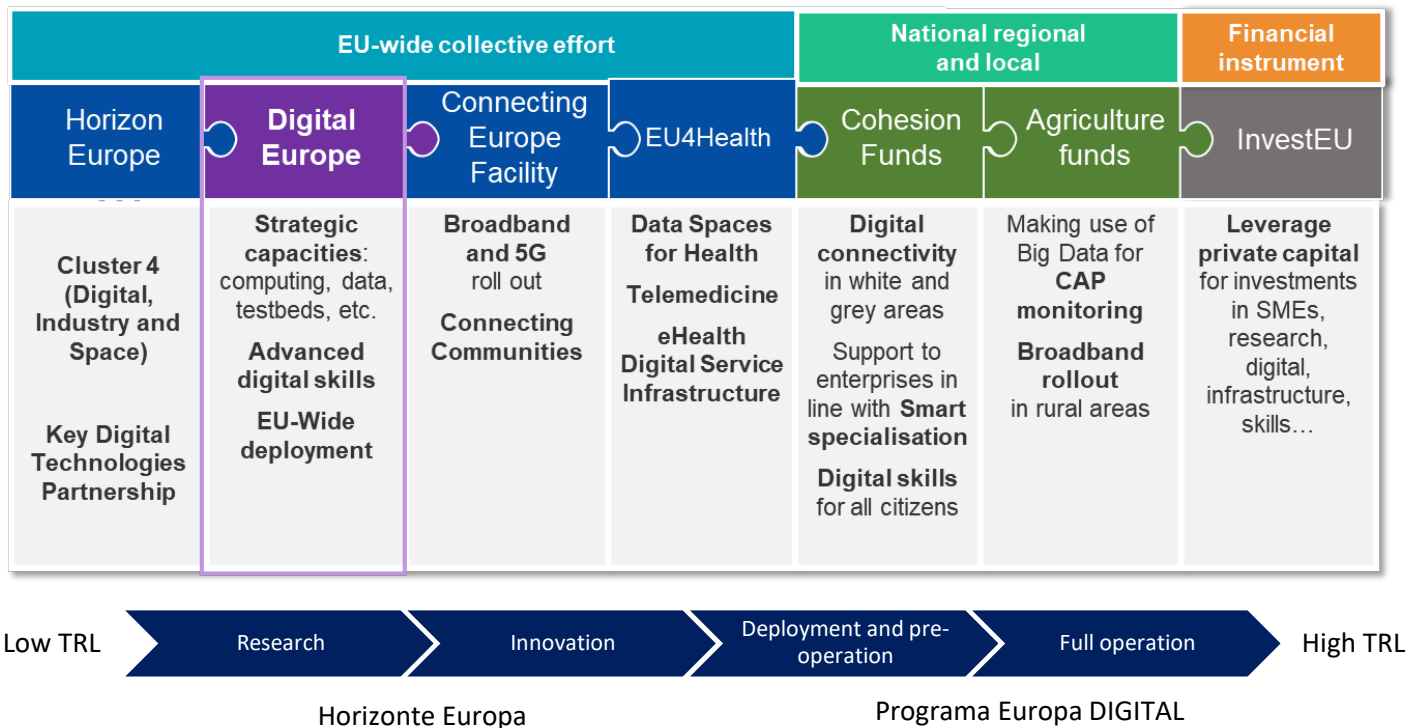 EU-wide collective effort
National regional
and local
Financial
instrument
Horizon
Europe
Digital
Europe
Connecting
Europe
Facility
EU4Health
Cohesion
Funds
Agriculture
funds
InvestEU
Cluster 4
(Digital,
Industry and
Space)
Key Digital
Technologies
Partnership
Strategic
capacities:
computing, data,
testbeds, etc.
Advanced
digital skills
EU-Wide
deployment
Broadband
and 5G
roll out
Connecting
Communities
Data Spaces
for Health
Telemedicine
eHealth
Digital Service
Infrastructure
Digital
connectivity
in white and
grey areas
Support to
enterprises in
line with Smart
specialisation
Digital skills
for all citizens
Making use of
Big Data for
CAP
monitoring
Broadband
rollout
in rural areas
Leverage
private capital
for investments
in SMEs,
research,
digital,
infrastructure,
skills…
Low TRL
Research
Innovation
Deployment and pre-
operation
Full operation
High TRL
Horizonte Europa
Programa Europa DIGITAL